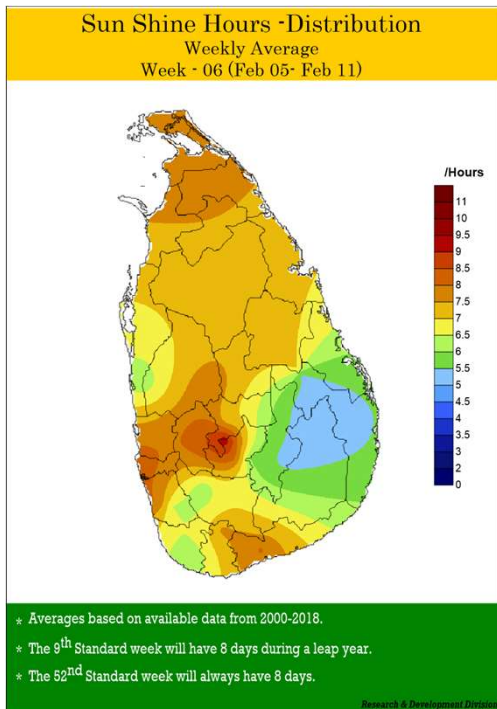 Sun Shine Hours -Distribution
Weekly Average
Week - 06 (Feb 05- Feb 11)
/Hours
11
10
9.5
9
8.5
8
7.5
7
6.5
6
5.5
5
4.5
4
3.5
3
2
0
* Averages based on available data from 2000-2018.
* The 9th Standard week will have 8 days during a leap year.
* The 52nd Standard week will always have 8 days.
Research & Development Division